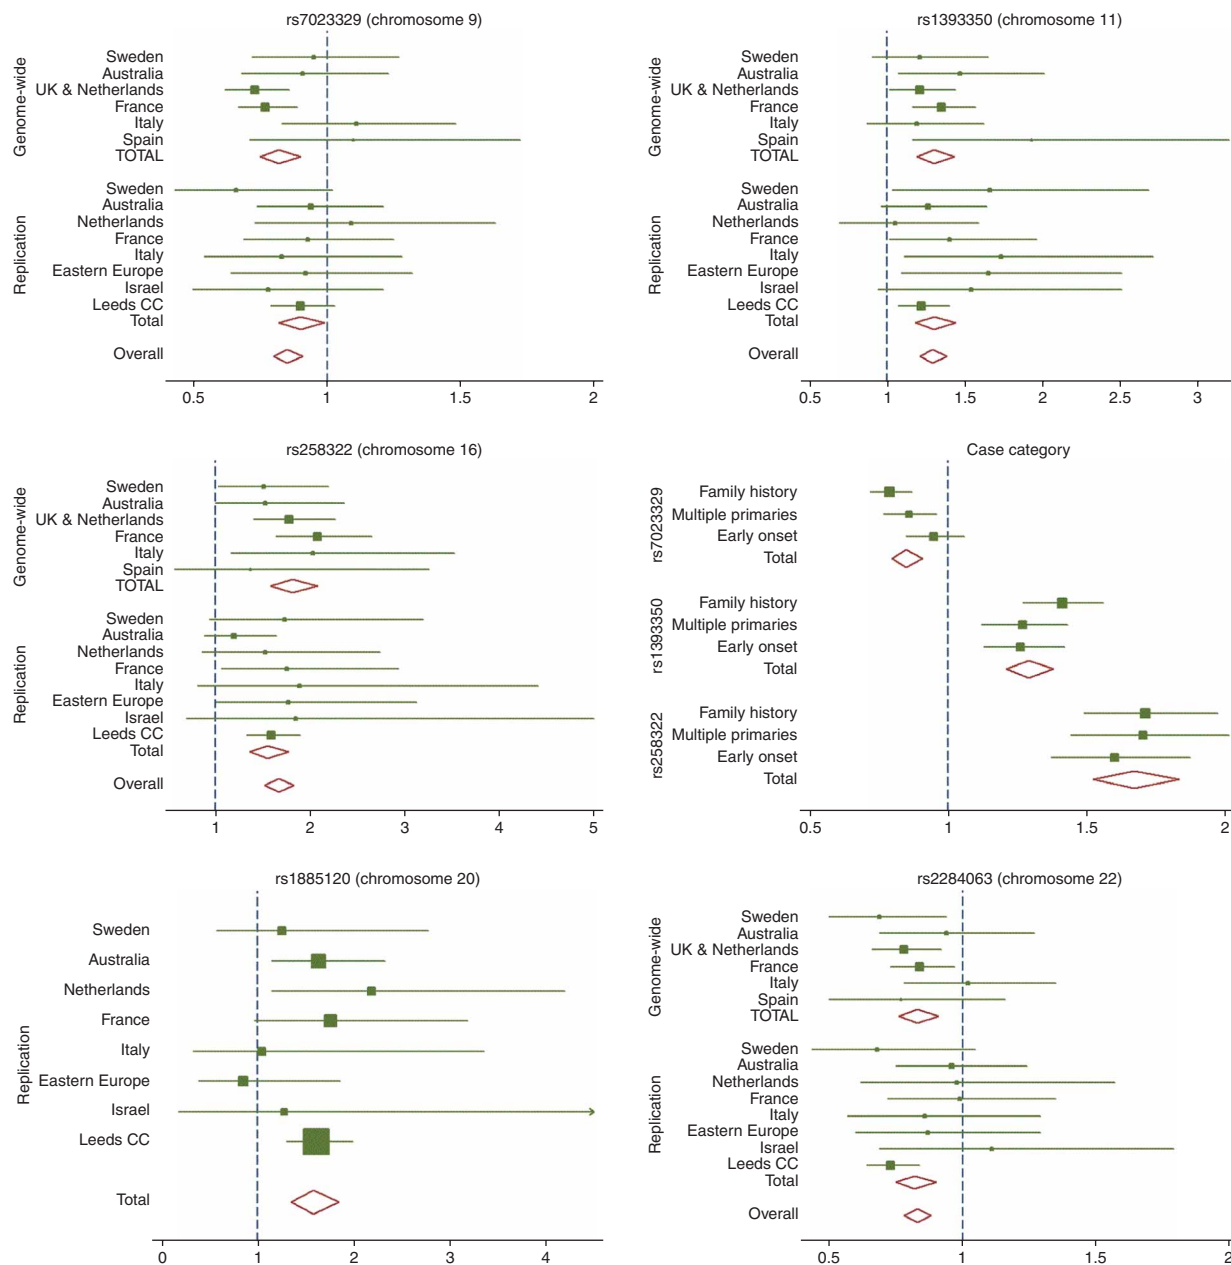 rs7023329 (chromosome 9)
Genome-wide
Sweden
Australia
UK & Netherlands
France
Italy
Spain
TOTAL
Replication
Sweden
Australia
Netherlands
France
Italy
Eastern Europe
Israel
Leeds CC
Total
Overall
0.5 1 1.5 2
rs1393350 (chromosome 11)
Genome-wide
Sweden
Australia
UK & Netherlands
France
Italy
Spain
TOTAL
Replication
Sweden
Australia
Netherlands
France
Italy
Eastern Europe
Israel
Leeds CC
Total
Overall
0.5 1 1.5 2 2.5 3
rs258322 (chromosome 16)
Genome-wide
Sweden
Australia
UK & Netherlands
France
Italy
Spain
TOTAL
Replication
Sweden
Australia
Netherlands
France
Italy
Eastern Europe
Israel
Leeds CC
Total
Overall
1 2 3 4 5
Case category
rs7023329
Family history
Multiple primaries
Early onset
Total
rs1393350
Family history
Multiple primaries
Early onset
Total
rs258322
Family history
Multiple primaries
Early onset
Total
0.5 1 1.5 2
rs1885120 (chromosome 20)
Replication
Sweden
Australia
Netherlands
France
Italy
Eastern Europe
Israel
Leeds CC
Total
0 1 2 3 4
rs2284063 (chromosome 22)
Genome-wide
Sweden
Australia
UK & Netherlands
France
Italy
Spain
TOTAL
Replication
Sweden
Australia
Netherlands
France
Italy
Eastern Europe
Israel
Leeds CC
Total
Overall
0.5 1 1.5 2